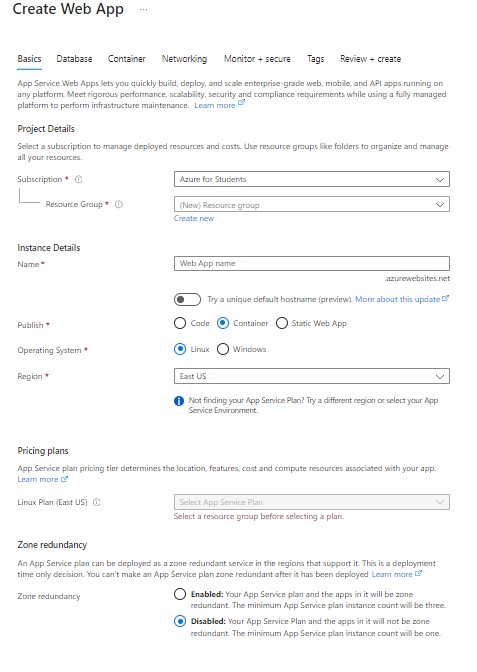 Create Web App ...
Basics Database Container Networking Monitor + secure Tags Review + create
App Service Web Apps lets you quickly build, deploy, and scale enterprise-grade web, mobile, and API apps running on
any platform. Meet rigorous performance, scalability, security and compliance requirements while using a fully managed
platform to perform infrastructure maintenance. Learn more
Project Details
Select a subscription to manage deployed resources and costs. Use resource groups like folders to organize and manage
all your resources.
Subscription * Azure for Students
Resource Group * (New) Resource group
Create new
Instance Details
Name * Web App name
.azurewebsites.net
Try a unique default hostname (preview). More about this update
Publish * Code Container Static Web App
Operating System * Linux Windows
Region * East US
Not finding your App Service Plan? Try a different region or select your App
Service Environment.
Pricing plans
App Service plan pricing tier determines the location, features, cost and compute resources associated with your app.
Learn more
Linux Plan (East US) Select App Service Plan
Select a resource group before selecting a plan.
Zone redundancy
An App Service plan can be deployed as a zone redundant service in the regions that support it. This is a deployment
time only decision. You can't make an App Service plan zone redundant after it has been deployed Learn more
Zone redundancy Enabled: Your App Service plan and the apps in it will be zone
redundant. The minimum App Service plan instance count will be three.
Disabled: Your App Service Plan and the apps in it will not be zone
redundant. The minimum App Service plan instance count will be one.